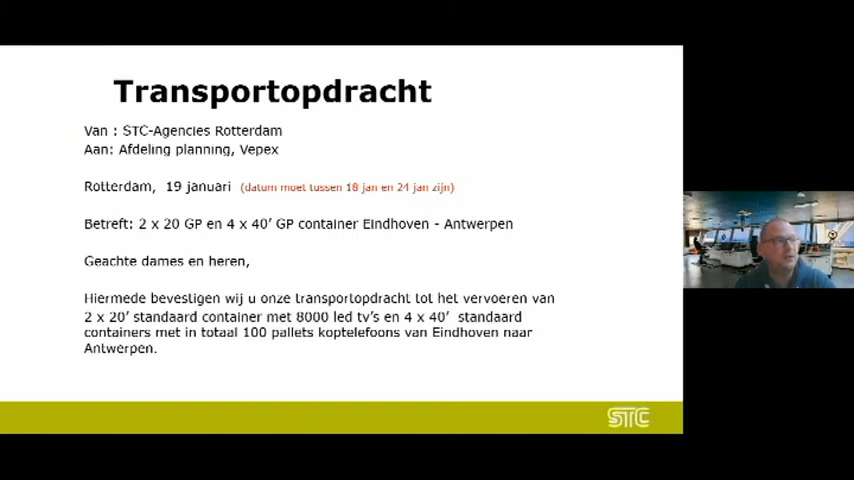 Transportopdracht
Van : STC-Agencies Rotterdam
Aan: Afdeling planning, Vepex
Rotterdam, 19 januari (datum moet tussen 18 jan en 24 jan zijn)
Betreft: 2 x 20 GP en 4 x 40’ GP container Eindhoven - Antwerpen
Geachte dames en heren,
Hiermede bevestigen wij u onze transportopdracht tot het vervoeren van
2 x 20’ standaard container met 8000 led tv’s en 4 x 40’ standaard
containers met in totaal 100 pallets koptelefoons van Eindhoven naar
Antwerpen.
STC